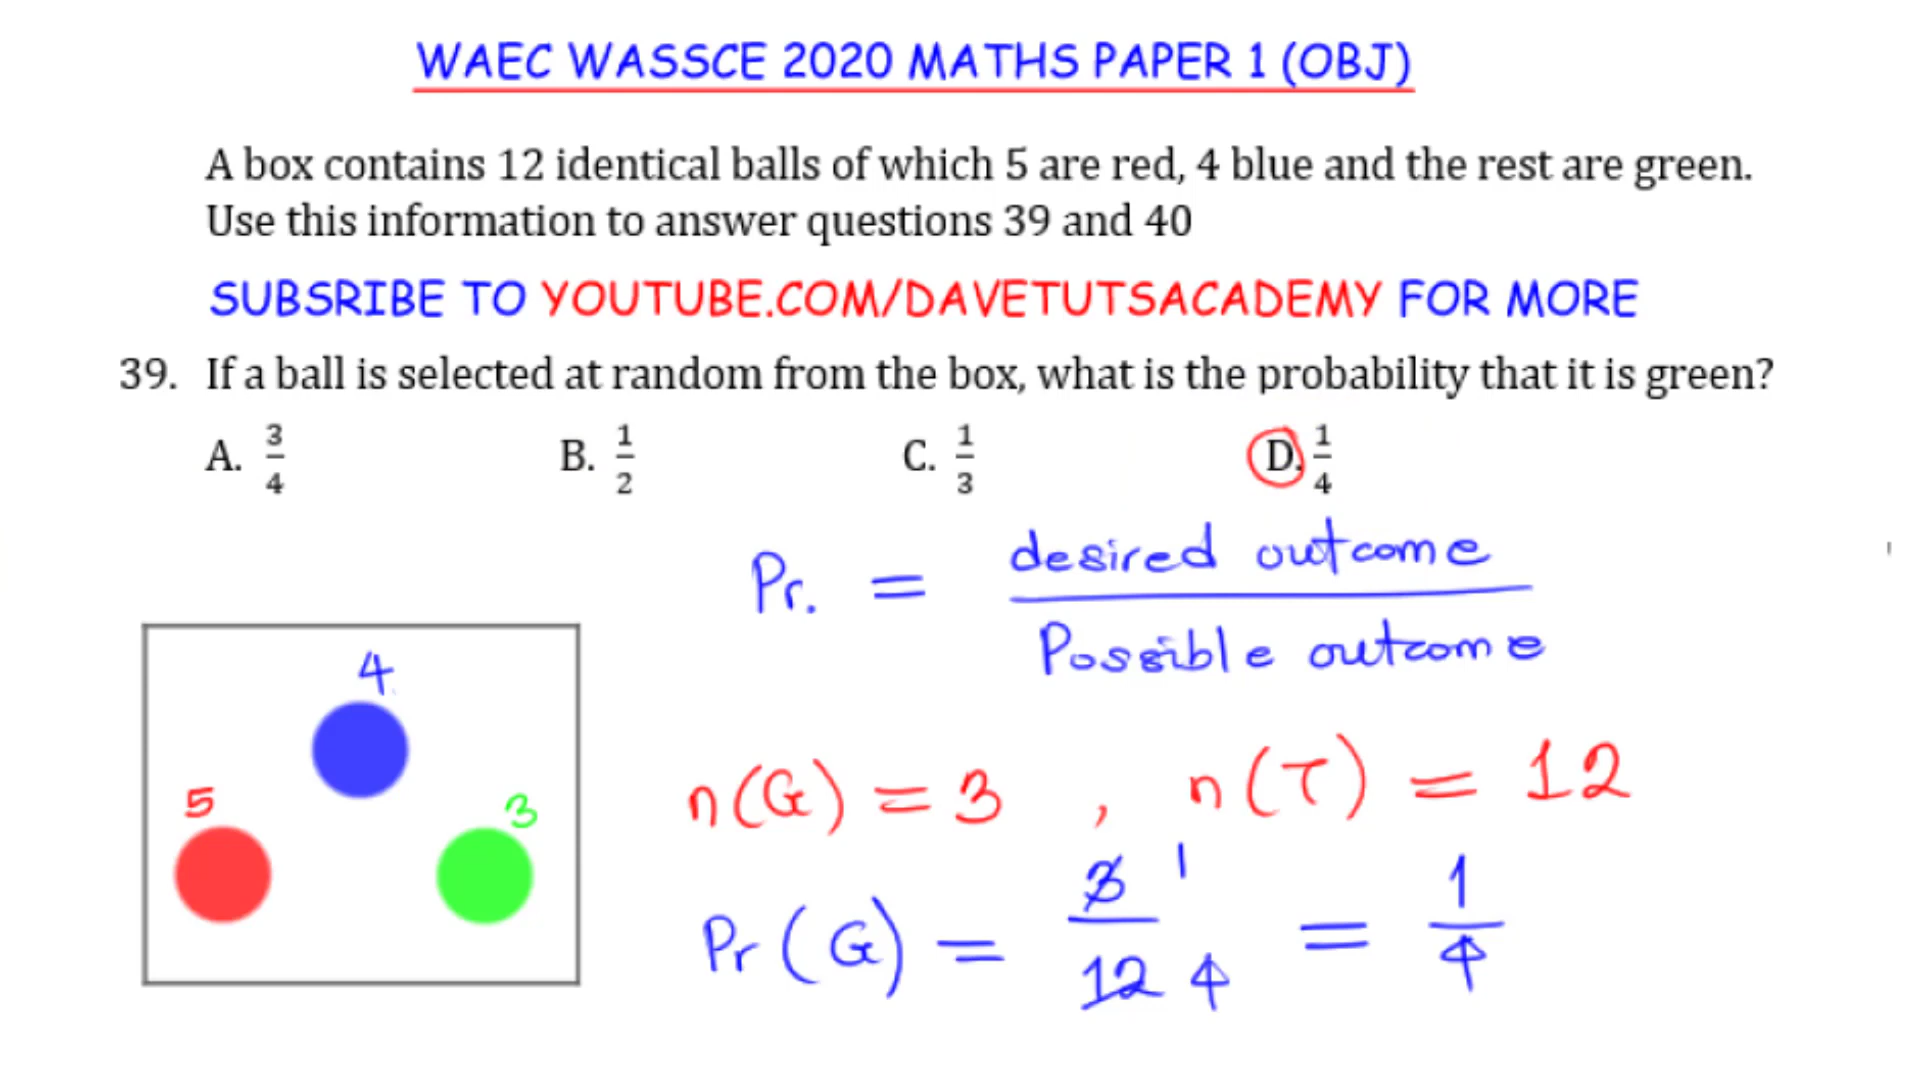 WAEC WASSCE 2020 MATHS PAPER 1 (OBJ)
A box contains 12 identical balls of which 5 are red, 4 blue and the rest are green.
Use this information to answer questions 39 and 40
SUBSRIBE TO YOUTUBE.COM/DAVETUTSACADEMY FOR MORE
39. If a ball is selected at random from the box, what is the probability that it is green?
A. 3/4 B. 1/2 C. 1/3 D. 1/4
Pr. = desired outcome / Possible outcome
4
5
3
n(G) = 3 , n(T) = 12
Pr(G) = 3 1 / 12 4 = 1/4